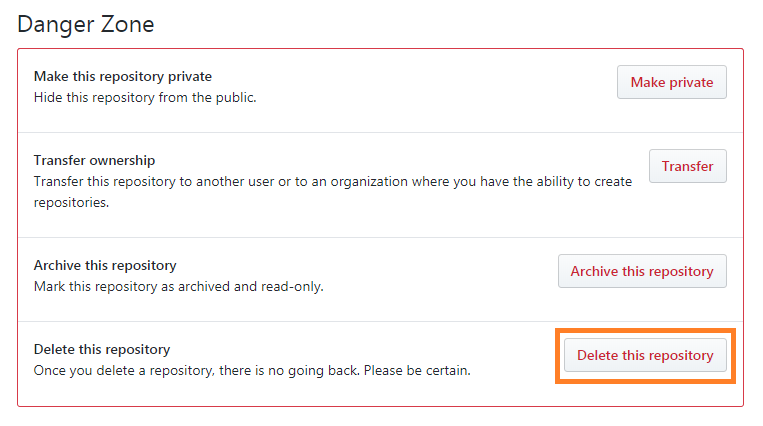 Danger Zone
Make this repository private
Hide this repository from the public.
Make private
Transfer ownership
Transfer this repository to another user or to an organization where you have the ability to create
repositories.
Transfer
Archive this repository
Mark this repository as archived and read-only.
Archive this repository
Delete this repository
Once you delete a repository, there is no going back. Please be certain.
Delete this repository